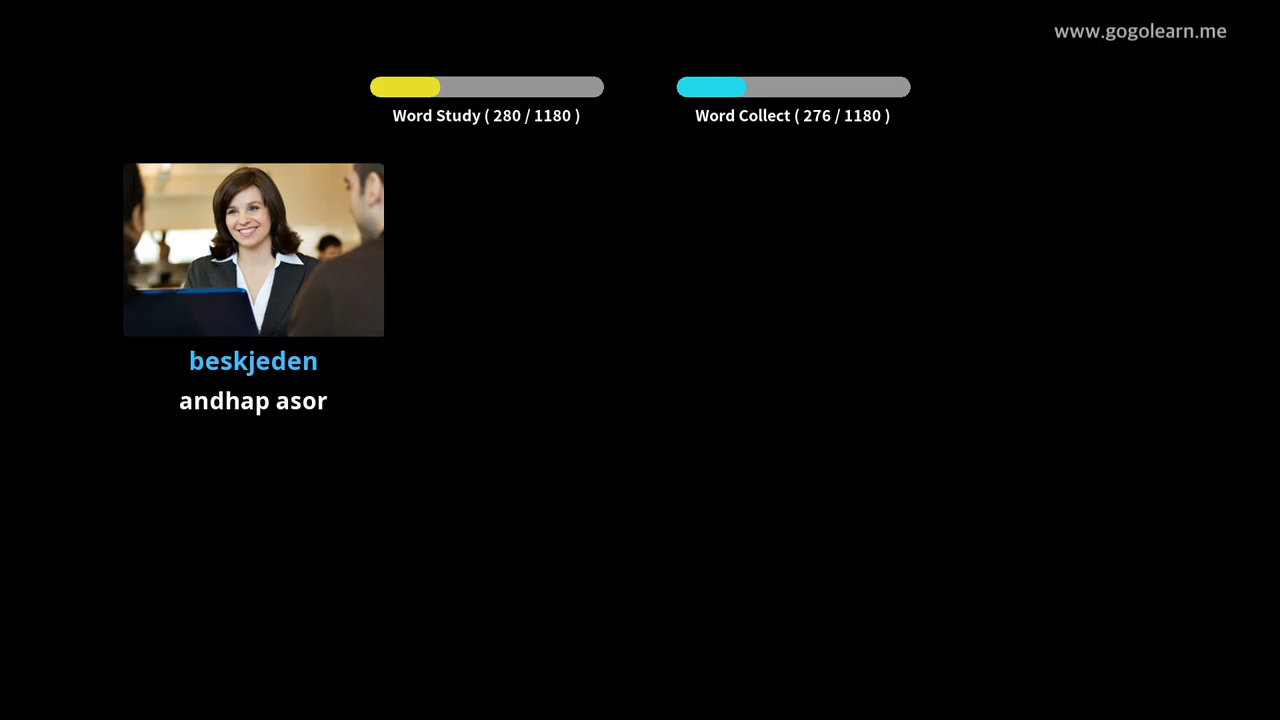 www.gogolearn.me
Word Study ( 280 / 1180 )
Word Collect ( 276 / 1180 )
beskjeden
andhap asor